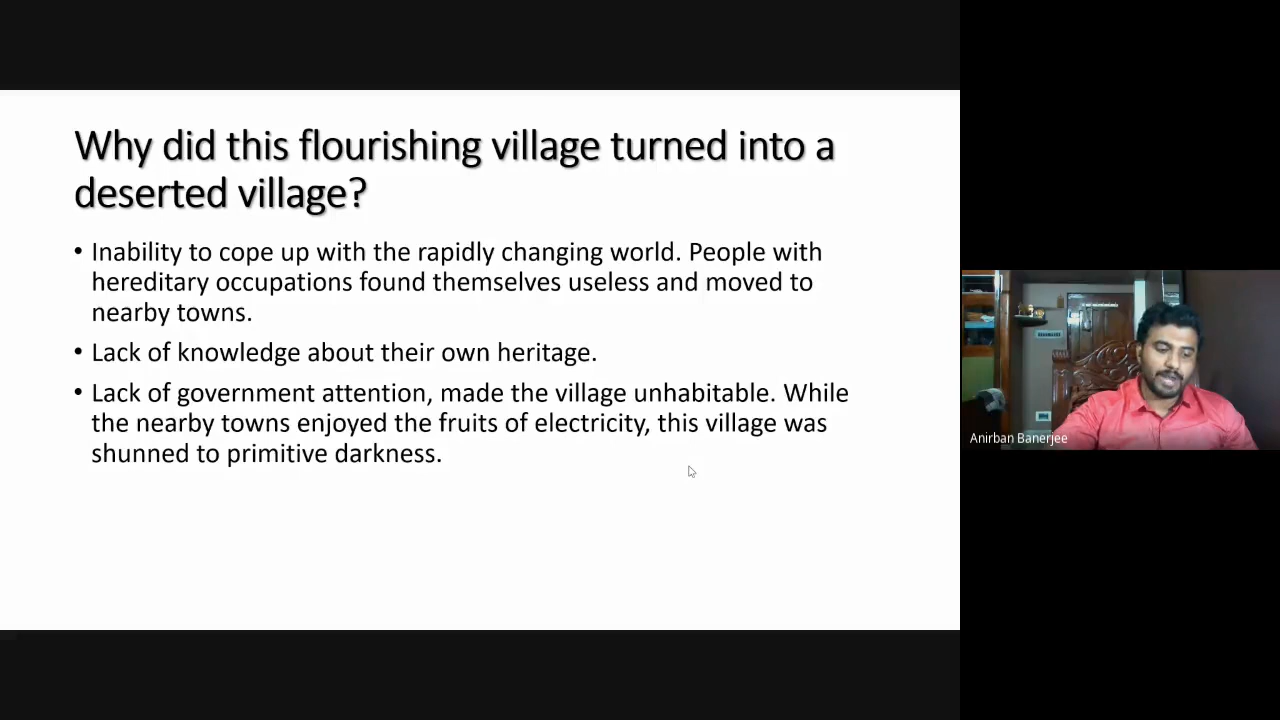 Why did this flourishing village turned into a
deserted village?
• Inability to cope up with the rapidly changing world. People with
hereditary occupations found themselves useless and moved to
nearby towns.
• Lack of knowledge about their own heritage.
• Lack of government attention, made the village unhabitable. While
the nearby towns enjoyed the fruits of electricity, this village was
shunned to primitive darkness.
Anirban Banerjee